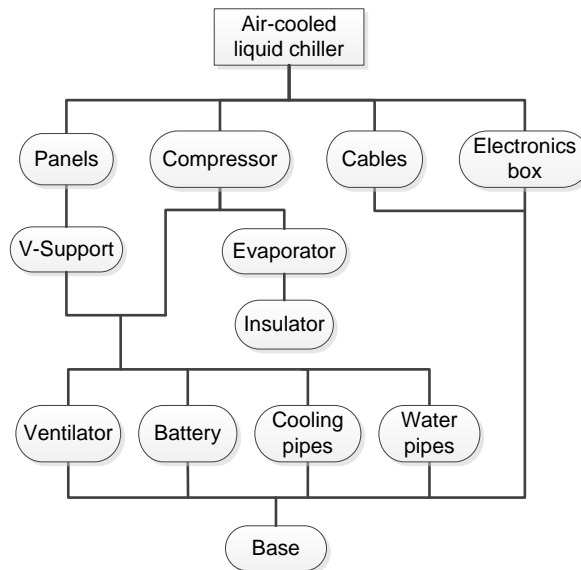 Air-cooled
liquid chiller
Panels
Compressor
Cables
Electronics
box
V-Support
Evaporator
Insulator
Ventilator
Battery
Cooling
pipes
Water
pipes
Base